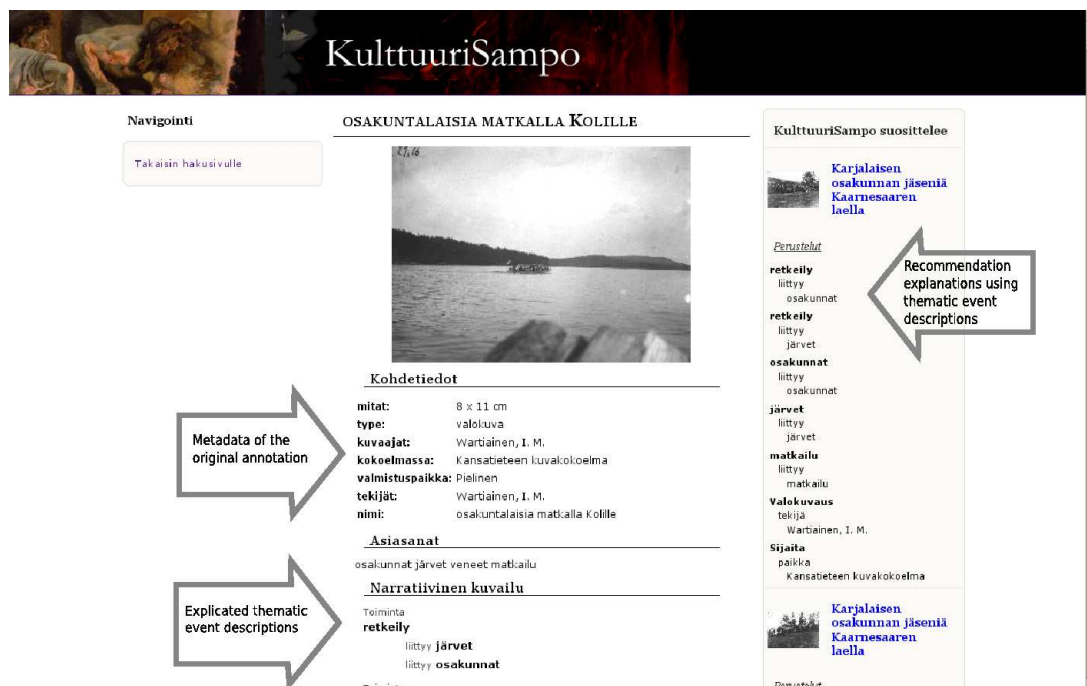 KulttuuriSampo
Navigointi
Takaisin hakusivulle
OSAKUNTALAISIA MATKALLA KOLILLE
Kohdetiedot
mitat: 8 x 11 cm
type: valokuva
kuvaajat: Wartiainen, I. M.
kokoelmassa: Kansatieteen kuvakokoelma
valmistuspaikka: Pielinen
tekijät: Wartiainen, I. M.
nimi: osakuntalaisia matkalla Kolille
Asiasanat
osakunnat järvet veneet matkailu
Narratiivinen kuvailu
Toiminta
retkeily
liittyy järvet
liittyy osakunnat
Metadata of the
original annotation
Explicated thematic
event descriptions
KulttuuriSampo suosittelee
Karjalaisen
osakunnan jäseniä
Kaarnesaaren
laella
Perustelut
retkeily
liittyy
osakunnat
retkeily
liittyy
järvet
osakunnat
liittyy
osakunnat
järvet
liittyy
järvet
matkailu
liittyy
matkailu
Valokuvaus
tekijä
Wartiainen, I. M.
Sijaita
paikka
Kansatieteen kuvakokoelma
Karjalaisen
osakunnan jäseniä
Kaarnesaaren
laella
Perustelut
Recommendation
explanations using
thematic event
descriptions